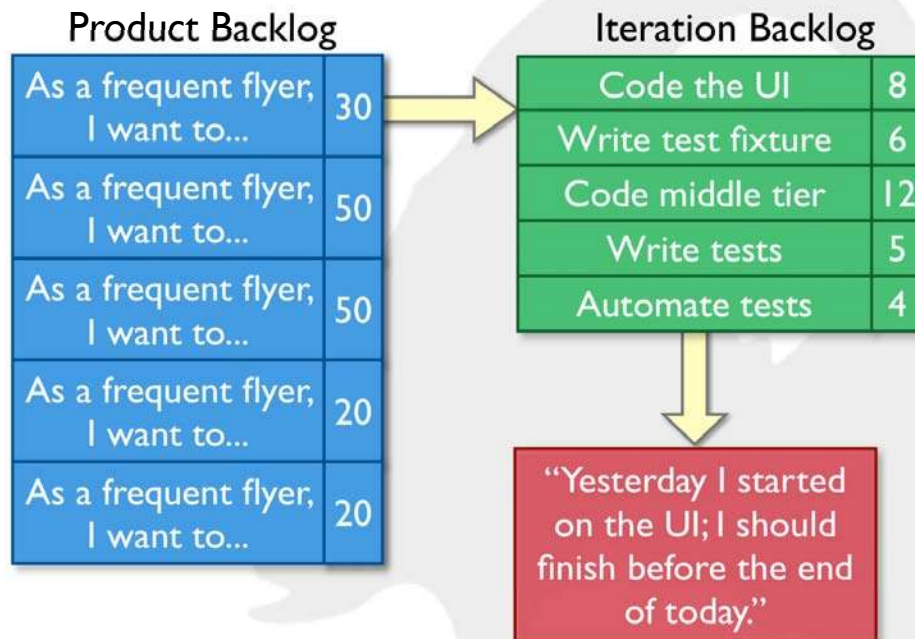 Product Backlog
As a frequent flyer,
I want to...
30
As a frequent flyer,
I want to...
50
As a frequent flyer,
I want to...
50
As a frequent flyer,
I want to...
20
As a frequent flyer,
I want to...
20
Iteration Backlog
Code the UI 8
Write test fixture 6
Code middle tier 12
Write tests 5
Automate tests 4
“Yesterday I started
on the UI; I should
finish before the end
of today.”